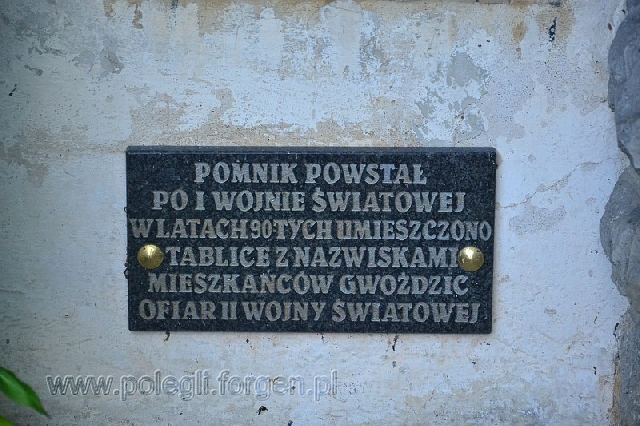 POMNIK POWSTAŁ
PO I WOJNIE ŚWIATOWEJ
W LATACH 90 TYCH UMIESZCZONO
TABLICE Z NAZWISKAMI
MIESZKAŃCÓW GWOŹDZIC
OFIAR II WOJNY ŚWIATOWEJ
www.polegli.forgen.pl